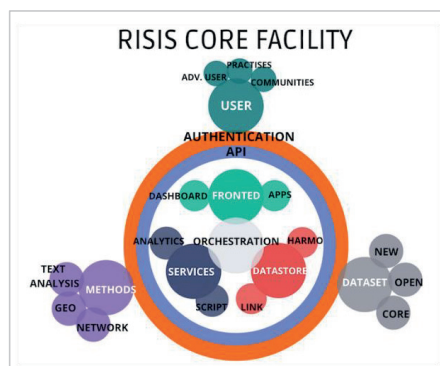 RISIS CORE FACILITY
PRACTISES
ADV. USER
COMMUNITIES
USER
AUTHENTICATION
API
DASHBOARD
FRONTED
APPS
ANALYTICS
ORCHESTRATION
HARMO
SERVICES
DATASTORE
SCRIPT
LINK
TEXT
ANALYSIS
METHODS
GEO
NETWORK
NEW
DATASET
OPEN
CORE